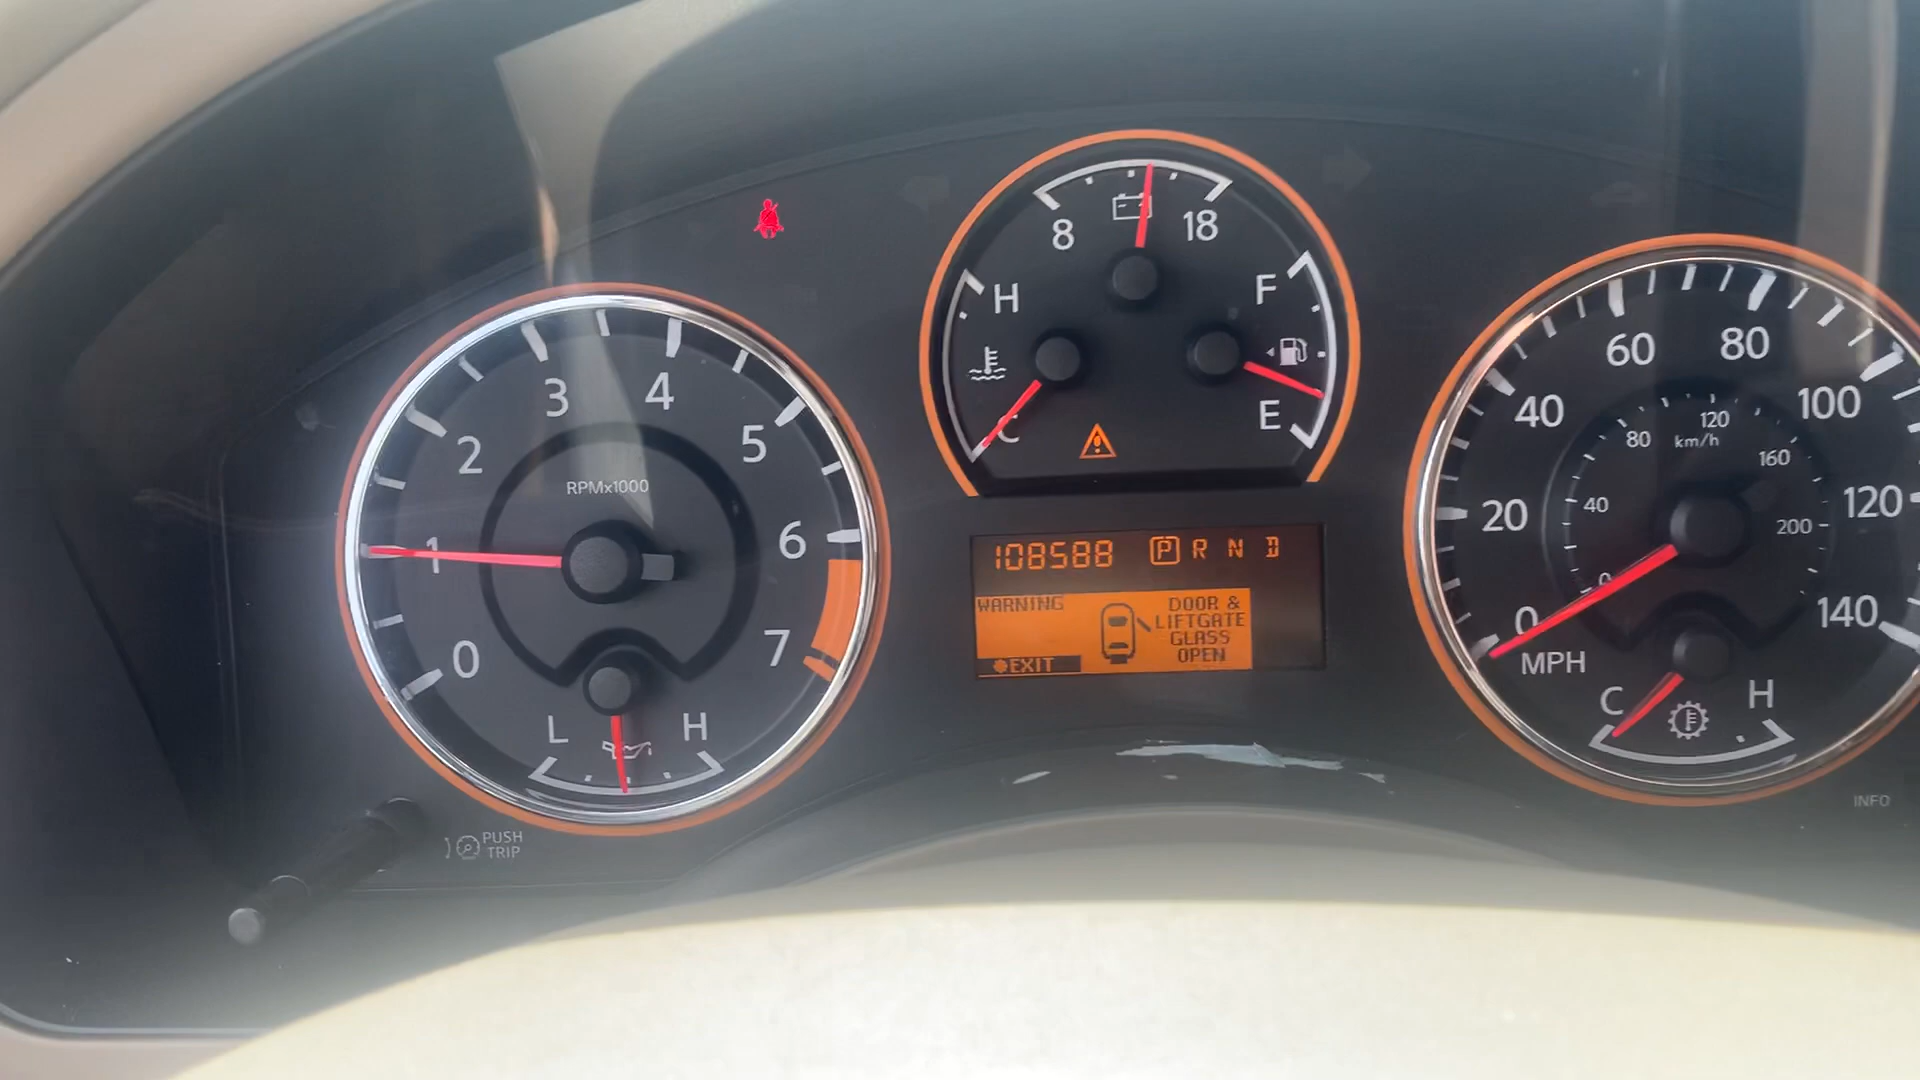 8
18
H
F
C
E
0
1
2
3
4
5
6
7
RPMx1000
L
H
PUSH
TRIP
108588 P R N D
WARNING
DOOR &
LIFTGATE
GLASS
OPEN
EXIT
0
20
40
60
80
100
120
140
MPH
0
40
80
120
160
200
km/h
C
H
INFO